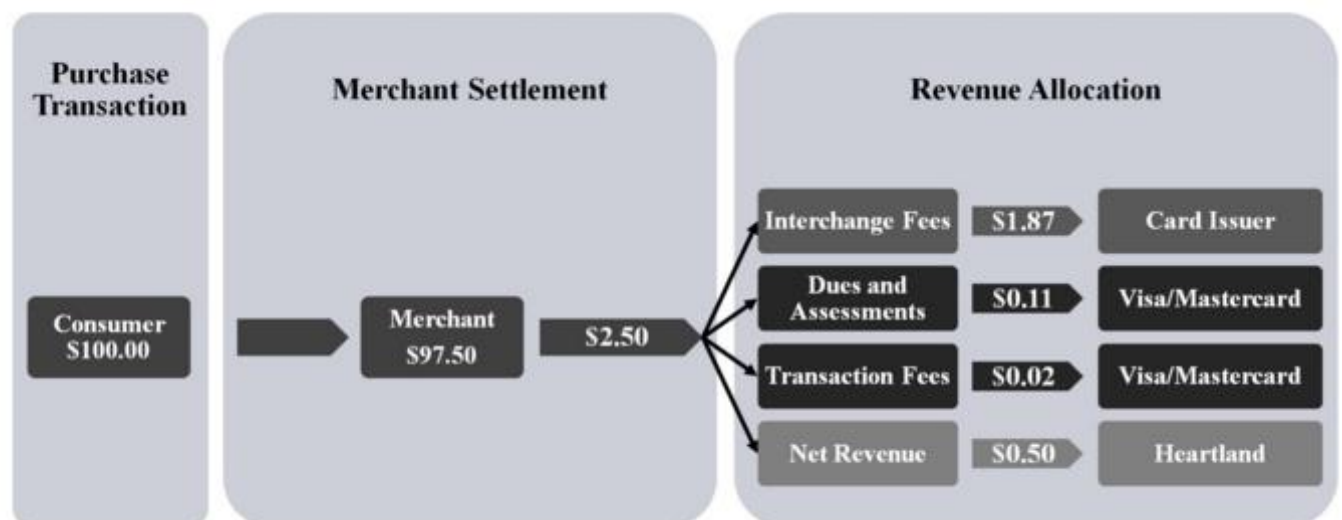 Purchase
Transaction
Merchant Settlement
Revenue Allocation
Consumer
$100.00
Merchant
$97.50
$2.50
Interchange Fees
$1.87
Card Issuer
Dues and
Assessments
$0.11
Visa/Mastercard
Transaction Fees
$0.02
Visa/Mastercard
Net Revenue
$0.50
Heartland